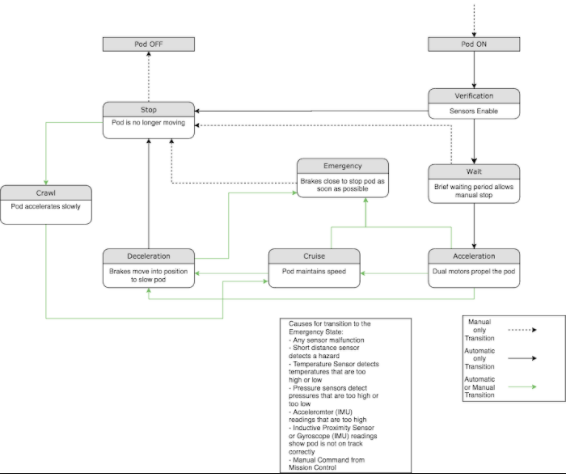 Pod OFF
Pod ON
Verification
Sensors Enable
Stop
Pod is no longer moving
Emergency
Brakes close to stop pod as
soon as possible
Wait
Brief waiting period allows
manual stop
Crawl
Pod accelerates slowly
Deceleration
Brakes move into position
to slow pod
Cruise
Pod maintains speed
Acceleration
Dual motors propel the pod
Causes for transition to the
Emergency State:
- Any sensor malfunction
- Short distance sensor
detects a hazard
- Temperature Sensor detects
temperatures that are too
high or low
- Pressure sensors detect
pressures that are too high or
too low
- Acceleromter (IMU)
readings that are too high
- Inductive Proximity Sensor
or Gyroscope (IMU) readings
show pod is not on track
correctly
- Manual Command from
Mission Control
Manual
only
Transition
Automatic
only
Transition
Automatic
or Manual
Transition